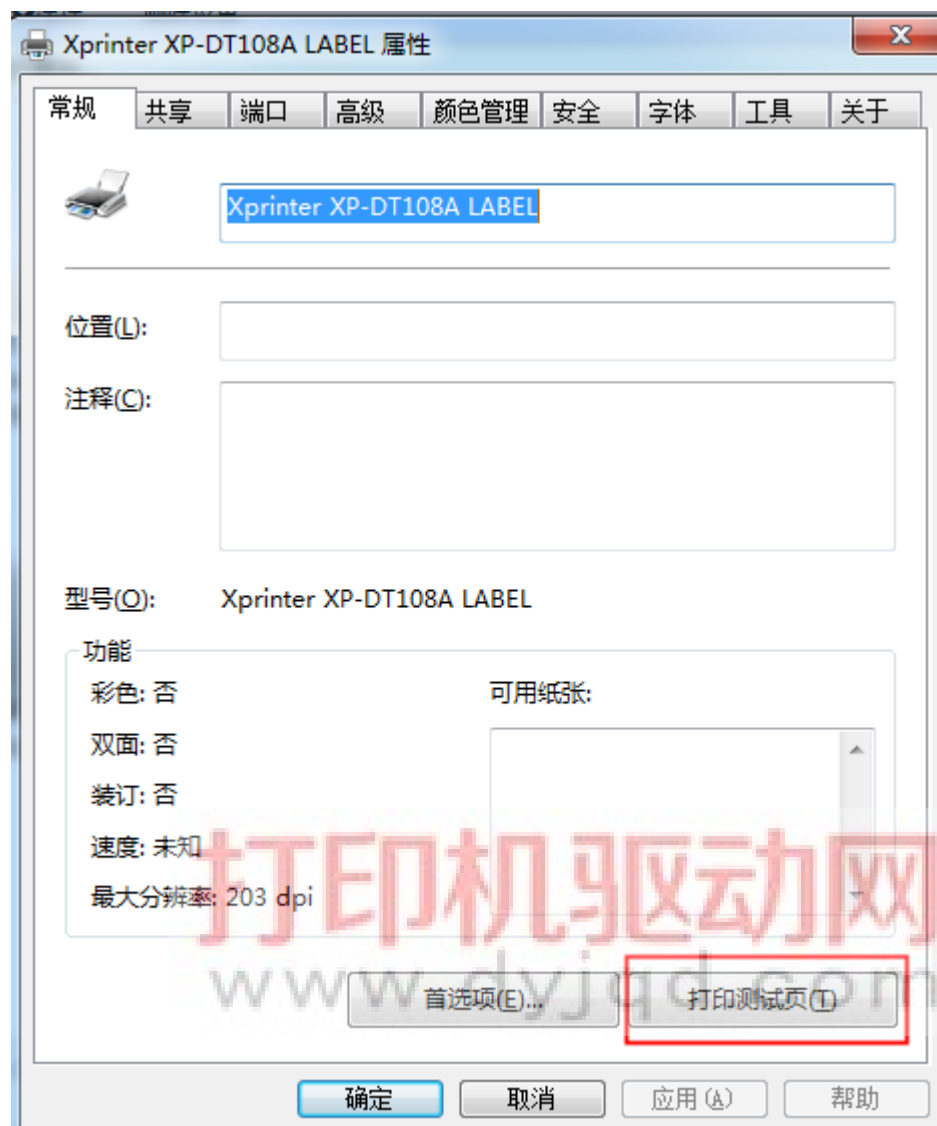 Xprinter XP-DT108A LABEL 属性
常规 共享 端口 高级 颜色管理 安全 字体 工具 关于
Xprinter XP-DT108A LABEL
位置(L):
注释(C):
型号(O): Xprinter XP-DT108A LABEL
功能
彩色: 否 可用纸张:
双面: 否
装订: 否
速度: 未知
最大分辨率: 203 dpi
打印机驱动网
www.dyjqd.com
首选项(E)... 打印测试页(T)
确定 取消 应用(A) 帮助